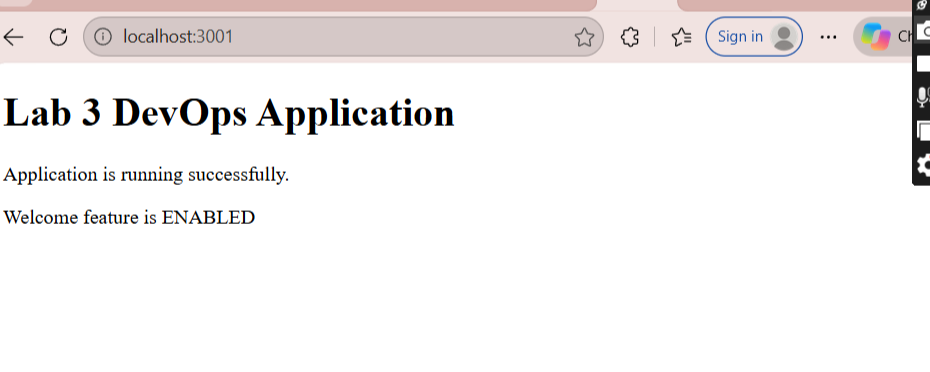 localhost:3001
Sign in
Lab 3 DevOps Application
Application is running successfully.
Welcome feature is ENABLED